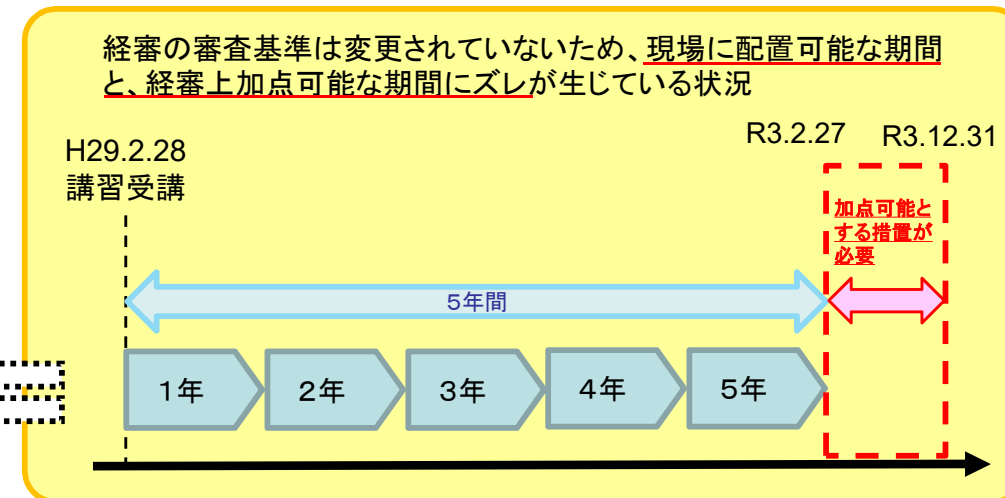 経審の審査基準は変更されていないため、現場に配置可能な期間
と、経審上加点可能な期間にズレが生じている状況
R3.2.27
R3.12.31
H29.2.28
講習受講
加点可能と
する措置が
必要
5年間
1年
2年
3年
4年
5年